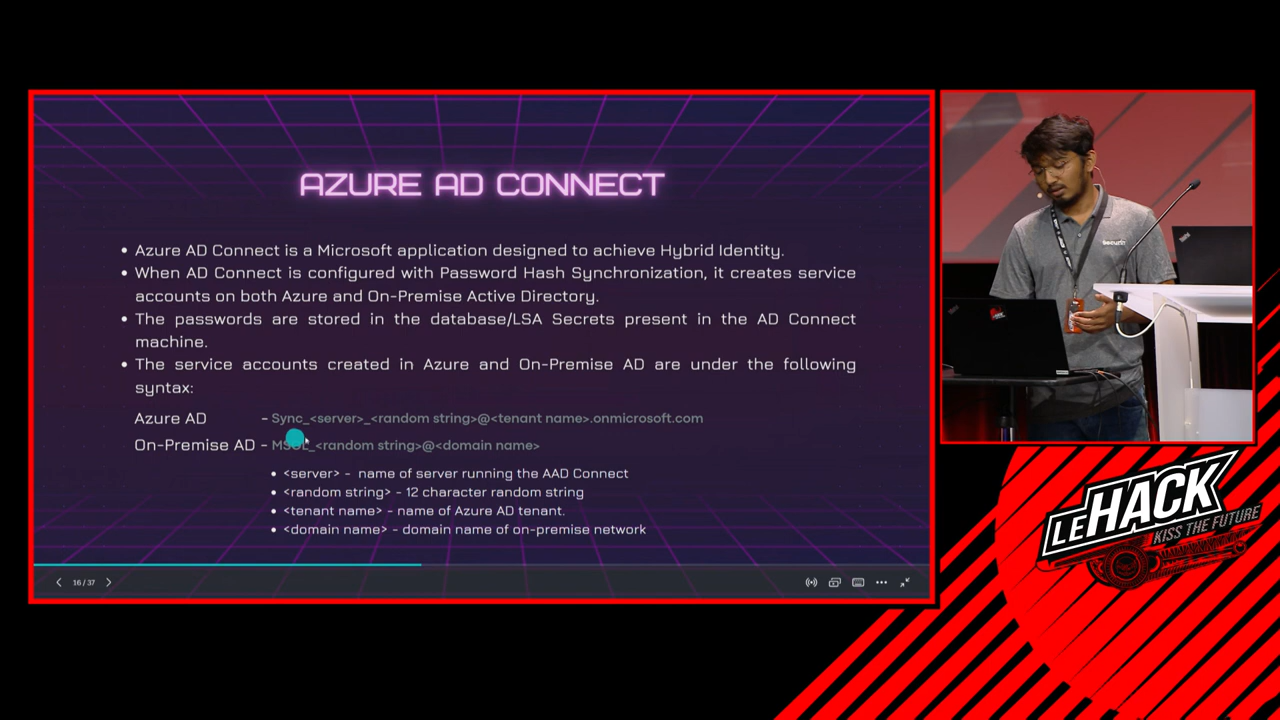 AZURE AD CONNECT
• Azure AD Connect is a Microsoft application designed to achieve Hybrid Identity.
• When AD Connect is configured with Password Hash Synchronization, it creates service
accounts on both Azure and On-Premise Active Directory.
• The passwords are stored in the database/LSA Secrets present in the AD Connect
machine.
• The service accounts created in Azure and On-Premise AD are under the following
syntax:
Azure AD - Sync_<server>_<random string>@<tenant name>.onmicrosoft.com
On-Premise AD - MSOL_<random string>@<domain name>
• <server> - name of server running the AAD Connect
• <random string> - 12 character random string
• <tenant name> - name of Azure AD tenant.
• <domain name> - domain name of on-premise network
16 / 37
Securin
LEHACK
KISS THE FUTURE